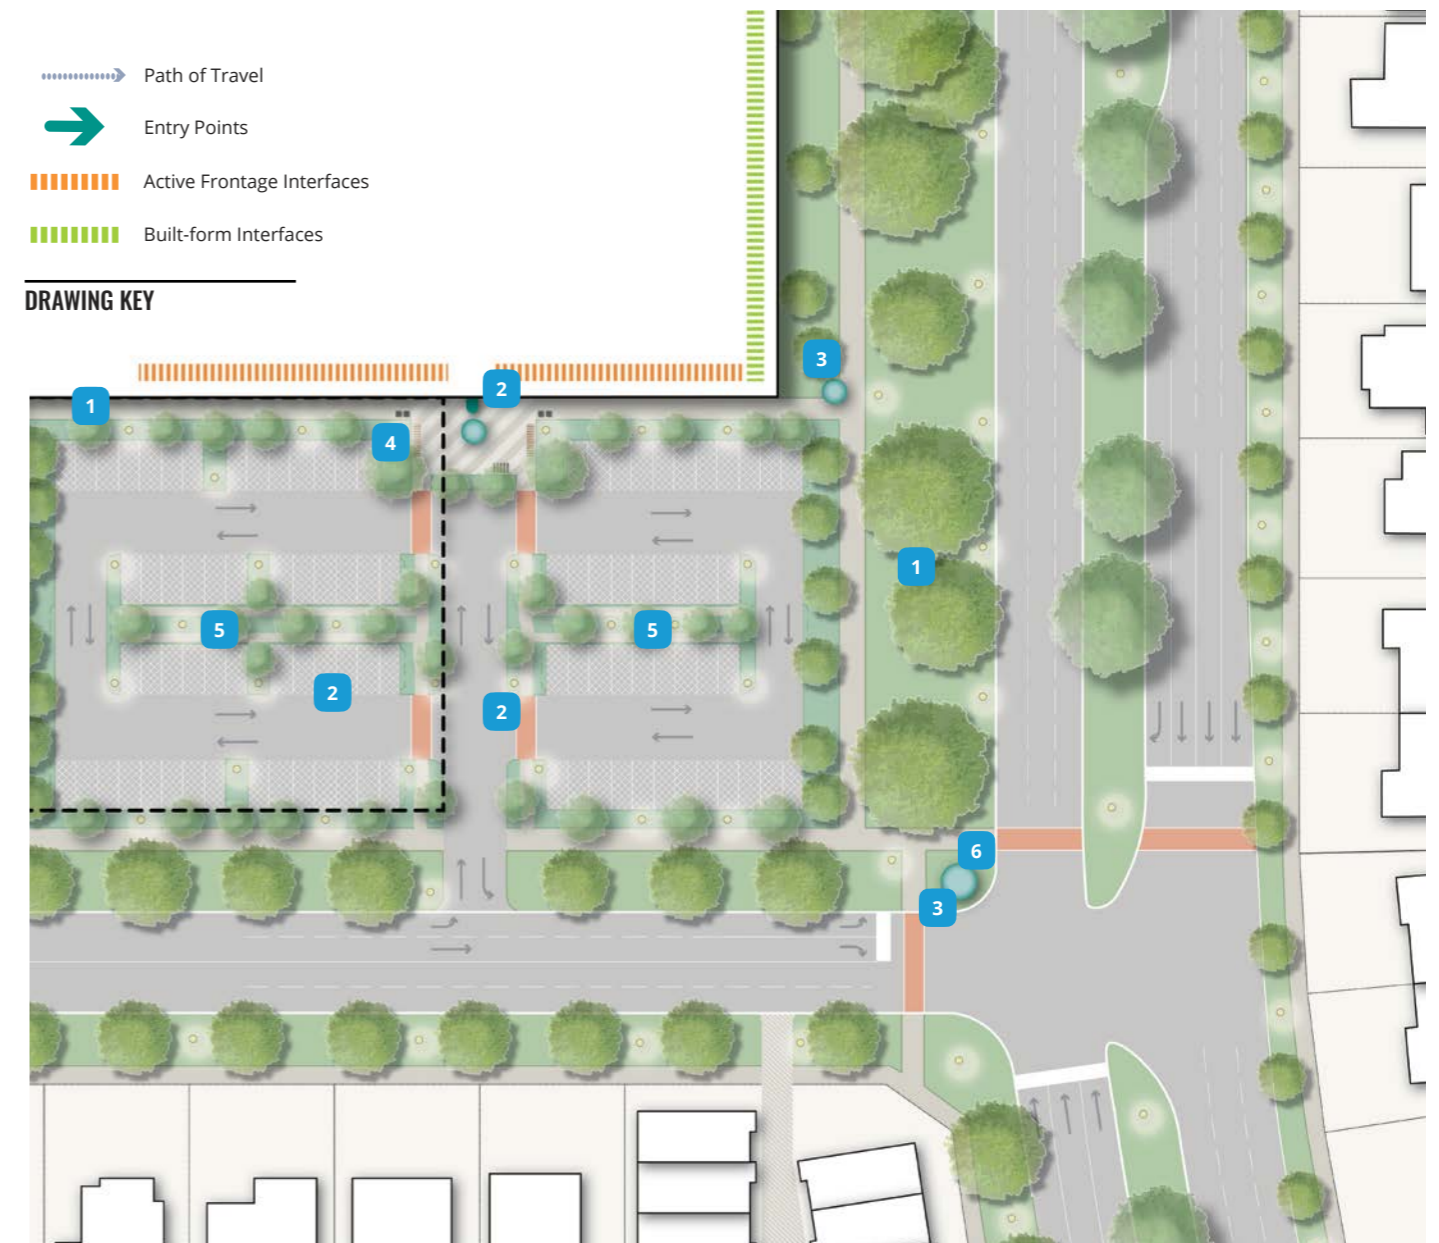 Path of Travel
Entry Points
Active Frontage Interfaces
Built-form Interfaces
DRAWING KEY
3
2
1
4
1
5
5
2
2
6
3